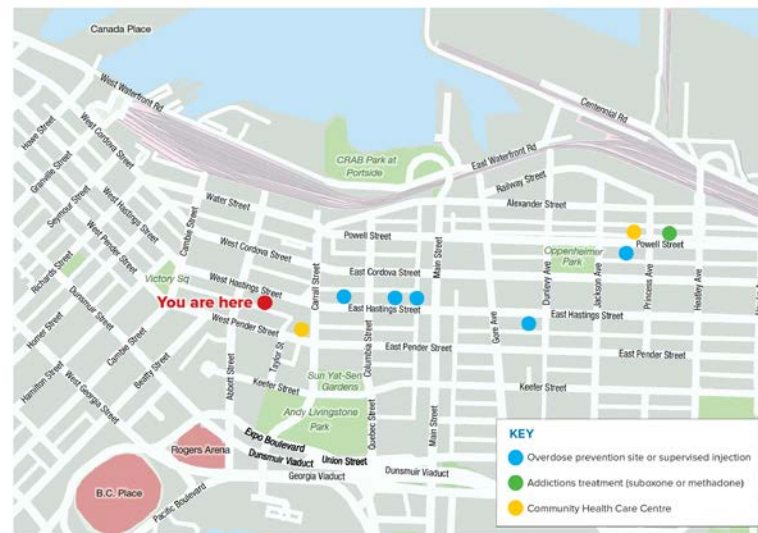 Canada Place
West Waterfront Rd
Howe Street
Granville Street
Seymour Street
Richards Street
Homer Street
Hamilton Street
West Cordova Street
West Hastings Street
West Pender Street
Dunsmuir Street
West Georgia Street
Cambie Street
Beatty Street
Victory Sq
Cambie Street
Water Street
West Cordova Street
West Hastings Street
You are here
West Pender Street
Abbott Street
Taylor St
Keefer Street
Carrall Street
CRAB Park at
Portside
East Waterfront Rd
Centennial Rd
Railway Street
Alexander Street
Powell Street
Powell Street
East Cordova Street
Main Street
Oppenheimer
Park
East Hastings Street
East Hastings Street
Columbia Street
East Pender Street
East Pender Street
Gore Ave
Dunlevy Ave
Jackson Ave
Princess Ave
Heatley Ave
Keefer Street
Sun Yat-Sen
Gardens
Andy Livingstone
Park
Quebec Street
Main Street
Expo Boulevard
Union Street
Dunsmuir Viaduct
Dunsmuir Viaduct
Georgia Viaduct
Rogers Arena
B.C. Place
Pacific Boulevard
KEY
Overdose prevention site or supervised injection
Addictions treatment (suboxone or methadone)
Community Health Care Centre